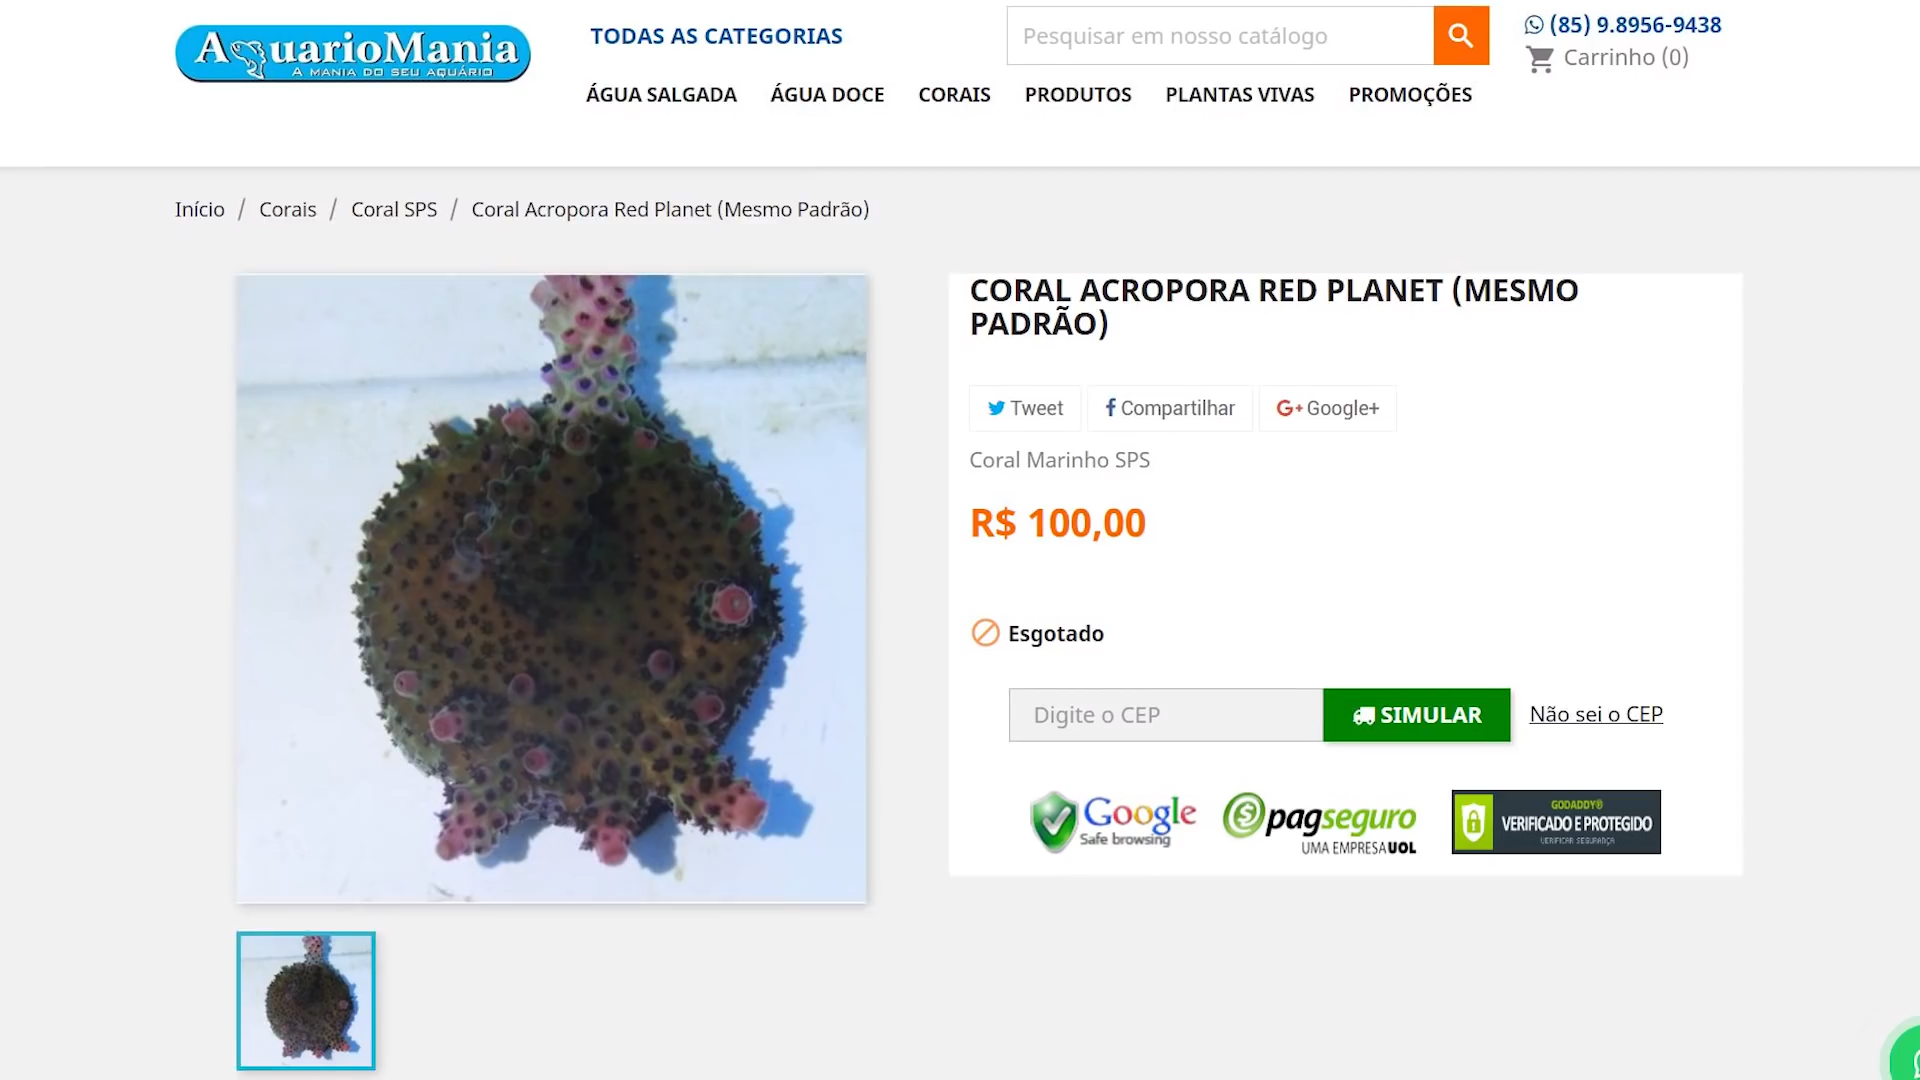 AquarioMania
A MANIA DO SEU AQUÁRIO
TODAS AS CATEGORIAS
Pesquisar em nosso catálogo
(85) 9.8956-9438
Carrinho (0)
ÁGUA SALGADA ÁGUA DOCE CORAIS PRODUTOS PLANTAS VIVAS PROMOÇÕES
Início / Corais / Coral SPS / Coral Acropora Red Planet (Mesmo Padrão)
CORAL ACROPORA RED PLANET (MESMO
PADRÃO)
Tweet Compartilhar G+ Google+
Coral Marinho SPS
R$ 100,00
Esgotado
Digite o CEP SIMULAR Não sei o CEP
Google
Safe browsing
pagseguro
UMA EMPRESA UOL
GODADDY®
VERIFICADO E PROTEGIDO
VERIFICAR SEGURANÇA